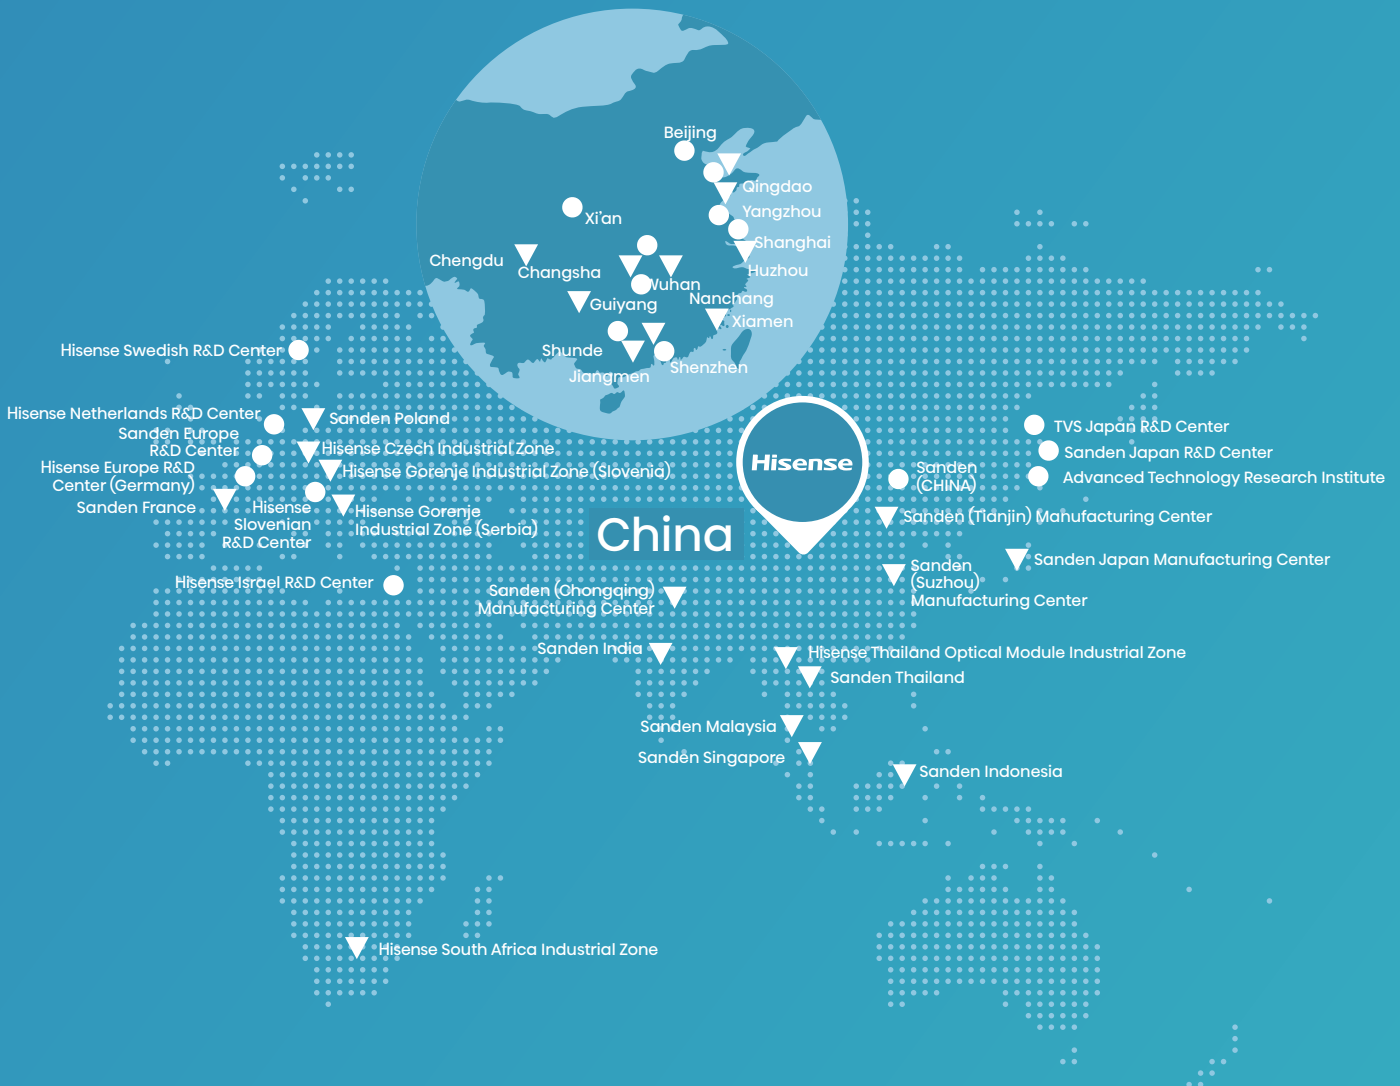 Beijing
Qingdao
Yangzhou
Xi'an
Shanghai
Chengdu
Changsha
Huzhou
Wuhan
Guiyang
Nanchang
Xiamen
Shunde
Shenzhen
Jiangmen
Hisense Swedish R&D Center
Hisense Netherlands R&D Center
Sanden Poland
Sanden Europe
R&D Center
Hisense Czech Industrial Zone
Hisense Europe R&D
Center (Germany)
Hisense Gorenje Industrial Zone (Slovenia)
Sanden France
Hisense
Slovenian
R&D Center
Hisense Gorenje
Industrial Zone (Serbia)
Hisense
China
TVS Japan R&D Center
Sanden Japan R&D Center
Sanden
(CHINA)
Advanced Technology Research Institute
Sanden (Tianjin) Manufacturing Center
Sanden Japan Manufacturing Center
Sanden
(Suzhou)
Manufacturing Center
Hisense Israel R&D Center
Sanden (Chongqing)
Manufacturing Center
Sanden India
Hisense Thailand Optical Module Industrial Zone
Sanden Thailand
Sanden Malaysia
Sanden Singapore
Sanden Indonesia
Hisense South Africa Industrial Zone